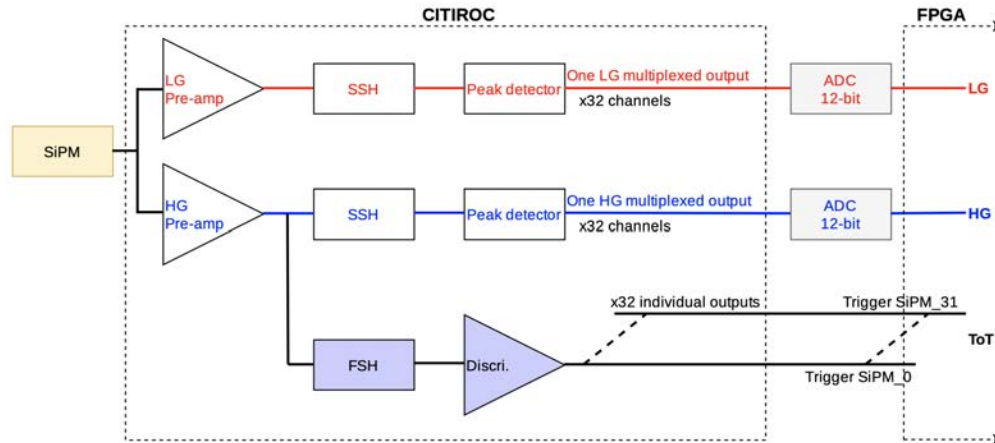 CITIROC
FPGA
LG
Pre-amp
SSH
Peak detector
One LG multiplexed output
x32 channels
ADC
12-bit
LG
SiPM
HG
Pre-amp
SSH
Peak detector
One HG multiplexed output
x32 channels
ADC
12-bit
HG
x32 individual outputs
Trigger SiPM_31
ToT
FSH
Discri.
Trigger SiPM_0